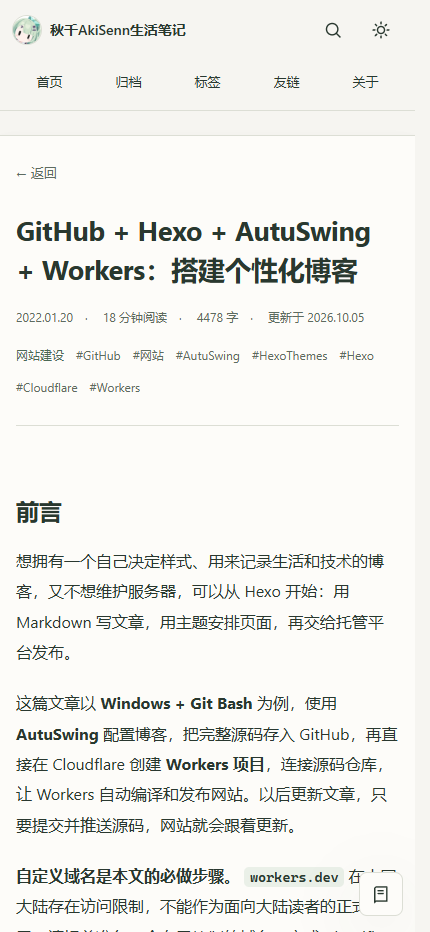 秋千AkiSenn生活笔记
首页 归档 标签 友链 关于
← 返回
GitHub + Hexo + AutuSwing
+ Workers：搭建个性化博客
2022.01.20 · 18 分钟阅读 · 4478 字 · 更新于 2026.10.05
网站建设 #GitHub #网站 #AutuSwing #HexoThemes #Hexo
#Cloudflare #Workers
前言
想拥有一个自己决定样式、用来记录生活和技术的博
客，又不想维护服务器，可以从 Hexo 开始：用
Markdown 写文章，用主题安排页面，再交给托管平
台发布。
这篇文章以 Windows + Git Bash 为例，使用
AutuSwing 配置博客，把完整源码存入 GitHub，再直
接在 Cloudflare 创建 Workers 项目，连接源码仓库，
让 Workers 自动编译和发布网站。以后更新文章，只
要提交并推送源码，网站就会跟着更新。
自定义域名是本文的必做步骤。 workers.dev 在
大陆存在访问限制，不能作为面向大陆读者的正式